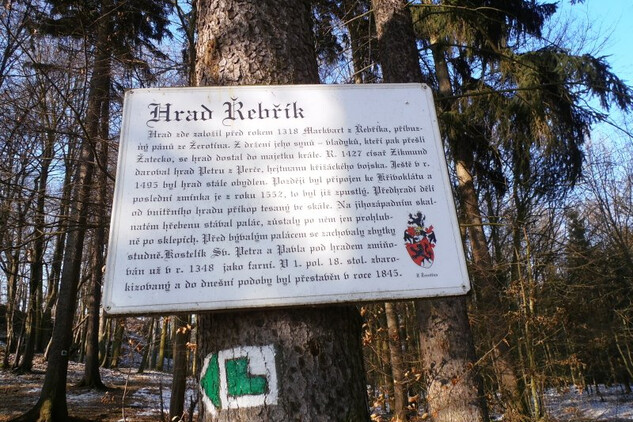 Hrad Řebřík
Hrad zde založil před rokem 1318 Markvart z Řebříka, příbuz-
ný pánů ze Žerotína. Z držení jeho synů - vladyků, kteří pak přešli
Žatecko, se hrad dostal do majetku krále. R. 1427 císař Zikmund
daroval hrad Petru z Perče, hejtmanu křižáckého vojska. Ještě v r.
1495 byl hrad stále obydlen. Později byl připojen ke Křivoklátu a
poslední zmínka je z roku 1552, to byl již zpustlý. Předhradí dělí
od vnitřního hradu příkop tesaný ve skále. Na jihozápadním skal-
natém hřebenu stával palác, zůstaly po něm jen prohlub-
ně po sklepích. Před bývalým palácem se zachovaly zbytky
studně. Kostelík Sv. Petra a Pavla pod hradem zmiňo-
ván už v r. 1348 jako farní. V 1. pol. 18. stol. zbaro-
kizovaný a do dnešní podoby byl přestavěn v roce 1845.